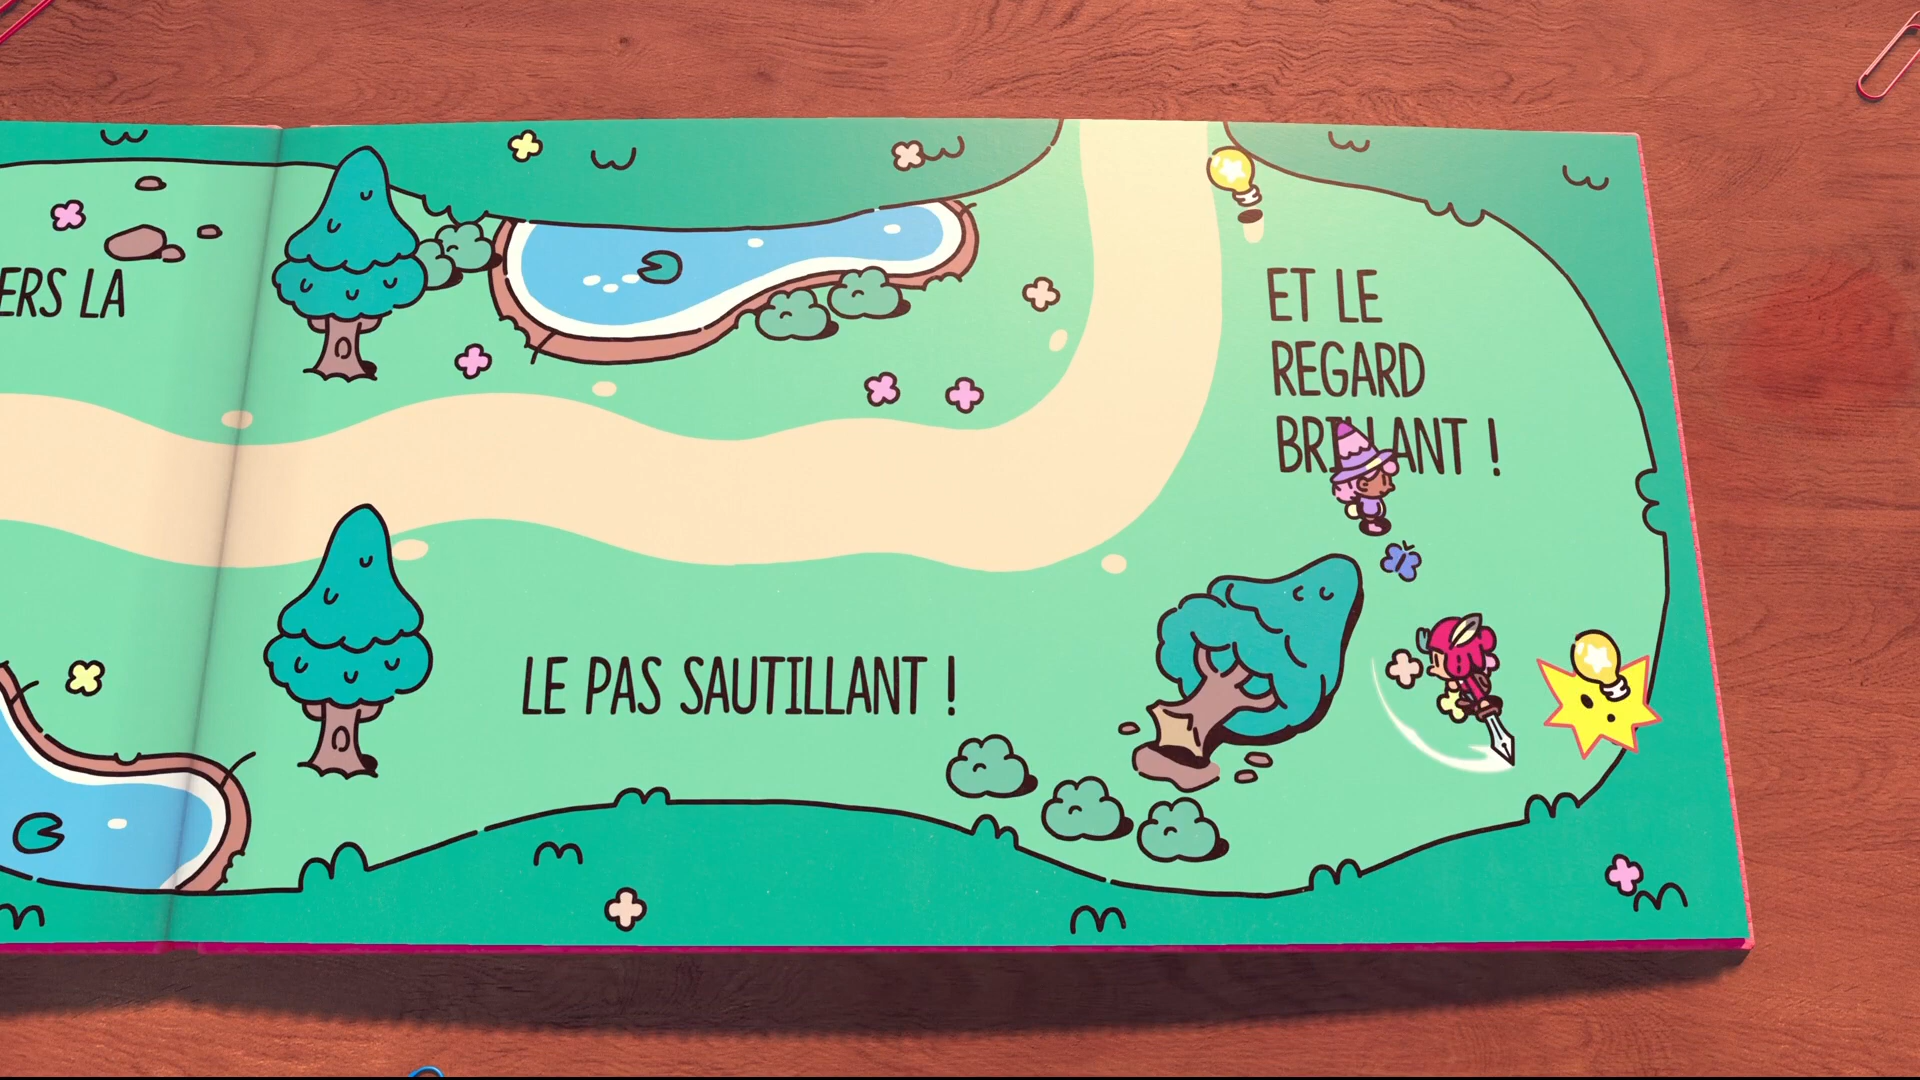 ERS LA
LE PAS SAUTILLANT !
ET LE
REGARD
BRILLANT !